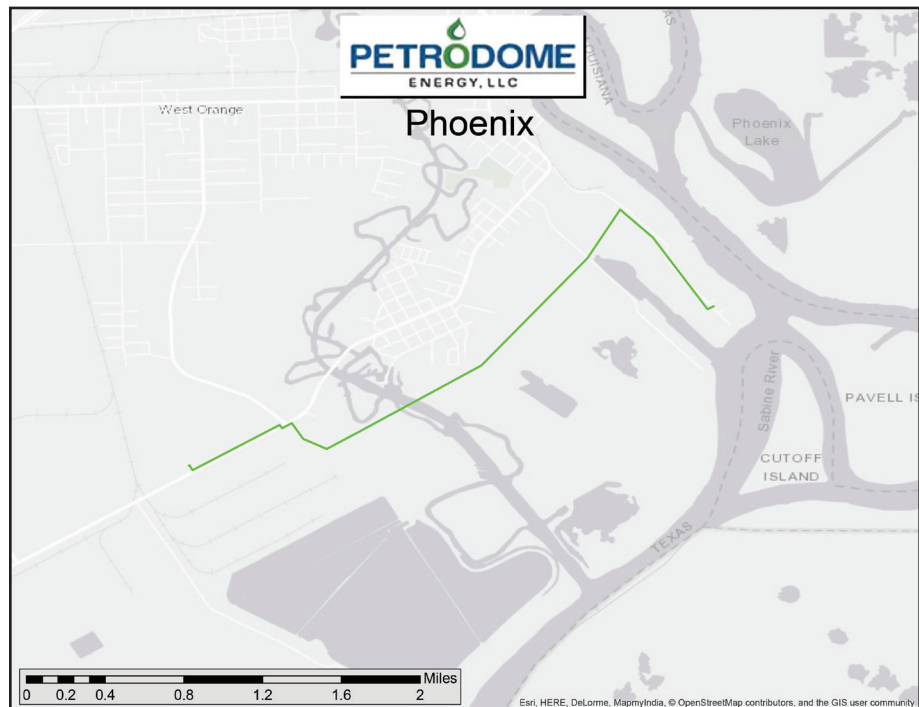 PETRODOME
ENERGY, LLC
Phoenix
West Orange
LOUISIANA
Phoenix
Lake
Sabine River
PAVELL IS
CUTOFF
ISLAND
TEXAS
Miles
0 0.2 0.4 0.8 1.2 1.6 2
Esri, HERE, DeLorme, MapmyIndia, © OpenStreetMap contributors, and the GIS user community